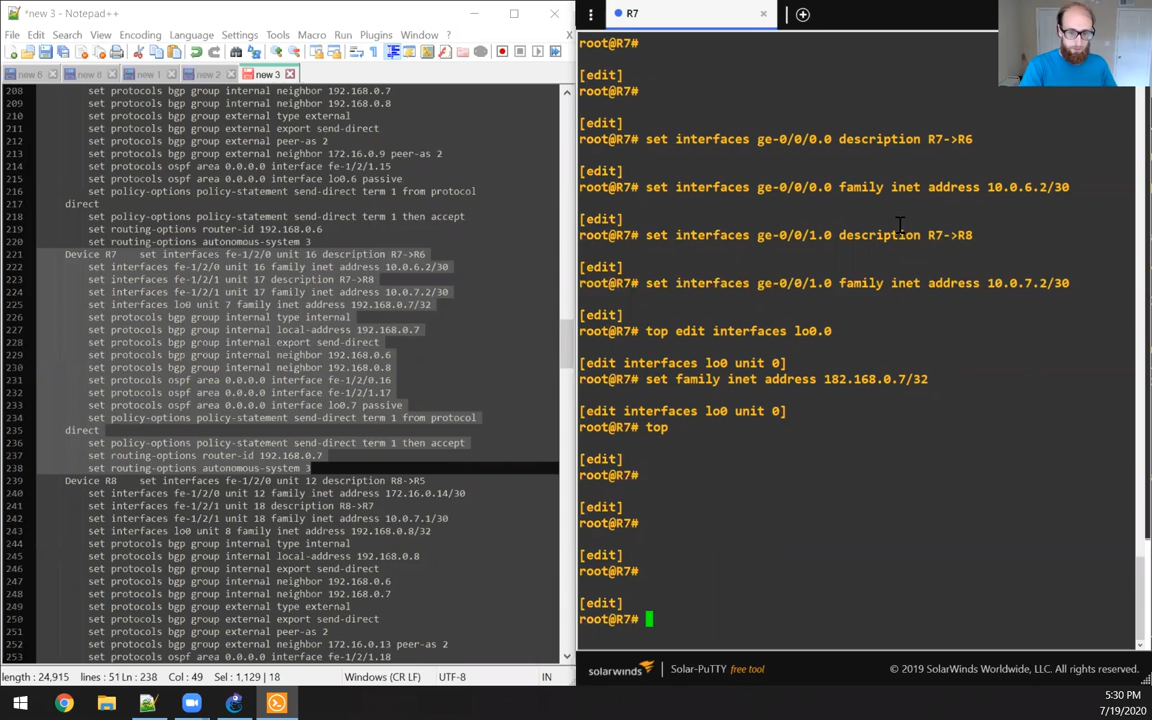 *new 3 - Notepad++
File Edit Search View Encoding Language Settings Tools Macro Run Plugins Window ?
new 6 new 8 new 1 new 2 new 3
208 set protocols bgp group internal neighbor 192.168.0.7
209 set protocols bgp group internal neighbor 192.168.0.8
210 set protocols bgp group external type external
211 set protocols bgp group external export send-direct
212 set protocols bgp group external peer-as 2
213 set protocols bgp group external neighbor 172.16.0.9 peer-as 2
214 set protocols ospf area 0.0.0.0 interface fe-1/2/1.15
215 set protocols ospf area 0.0.0.0 interface lo0.6 passive
216 set policy-options policy-statement send-direct term 1 from protocol
217 direct
218 set policy-options policy-statement send-direct term 1 then accept
219 set routing-options router-id 192.168.0.6
220 set routing-options autonomous-system 3
221 Device R7 set interfaces fe-1/2/0 unit 16 description R7->R6
222 set interfaces fe-1/2/0 unit 16 family inet address 10.0.6.2/30
223 set interfaces fe-1/2/1 unit 17 description R7->R8
224 set interfaces fe-1/2/1 unit 17 family inet address 10.0.7.2/30
225 set interfaces lo0 unit 7 family inet address 192.168.0.7/32
226 set protocols bgp group internal type internal
227 set protocols bgp group internal local-address 192.168.0.7
228 set protocols bgp group internal export send-direct
229 set protocols bgp group internal neighbor 192.168.0.6
230 set protocols bgp group internal neighbor 192.168.0.8
231 set protocols ospf area 0.0.0.0 interface fe-1/2/0.16
232 set protocols ospf area 0.0.0.0 interface fe-1/2/1.17
233 set protocols ospf area 0.0.0.0 interface lo0.7 passive
234 set policy-options policy-statement send-direct term 1 from protocol
235 direct
236 set policy-options policy-statement send-direct term 1 then accept
237 set routing-options router-id 192.168.0.7
238 set routing-options autonomous-system 3
239 Device R8 set interfaces fe-1/2/0 unit 12 description R8->R5
240 set interfaces fe-1/2/0 unit 12 family inet address 172.16.0.14/30
241 set interfaces fe-1/2/1 unit 18 description R8->R7
242 set interfaces fe-1/2/1 unit 18 family inet address 10.0.7.1/30
243 set interfaces lo0 unit 8 family inet address 192.168.0.8/32
244 set protocols bgp group internal type internal
245 set protocols bgp group internal local-address 192.168.0.8
246 set protocols bgp group internal export send-direct
247 set protocols bgp group internal neighbor 192.168.0.6
248 set protocols bgp group internal neighbor 192.168.0.7
249 set protocols bgp group external type external
250 set protocols bgp group external export send-direct
251 set protocols bgp group external peer-as 2
252 set protocols bgp group external neighbor 172.16.0.13 peer-as 2
253 set protocols ospf area 0.0.0.0 interface fe-1/2/1.18
length : 24,915 lines : 51 Ln : 238 Col : 49 Sel : 1,129 | 18 Windows (CR LF) UTF-8 IN
R7
root@R7#
[edit]
root@R7#
[edit]
root@R7# set interfaces ge-0/0/0.0 description R7->R6
[edit]
root@R7# set interfaces ge-0/0/0.0 family inet address 10.0.6.2/30
[edit]
root@R7# set interfaces ge-0/0/1.0 description R7->R8
[edit]
root@R7# set interfaces ge-0/0/1.0 family inet address 10.0.7.2/30
[edit]
root@R7# top edit interfaces lo0.0
[edit interfaces lo0 unit 0]
root@R7# set family inet address 182.168.0.7/32
[edit interfaces lo0 unit 0]
root@R7# top
[edit]
root@R7#
[edit]
root@R7#
[edit]
root@R7#
[edit]
root@R7#
solarwinds Solar-PuTTY free tool © 2019 SolarWinds Worldwide, LLC. All rights reserved.
5:30 PM
7/19/2020